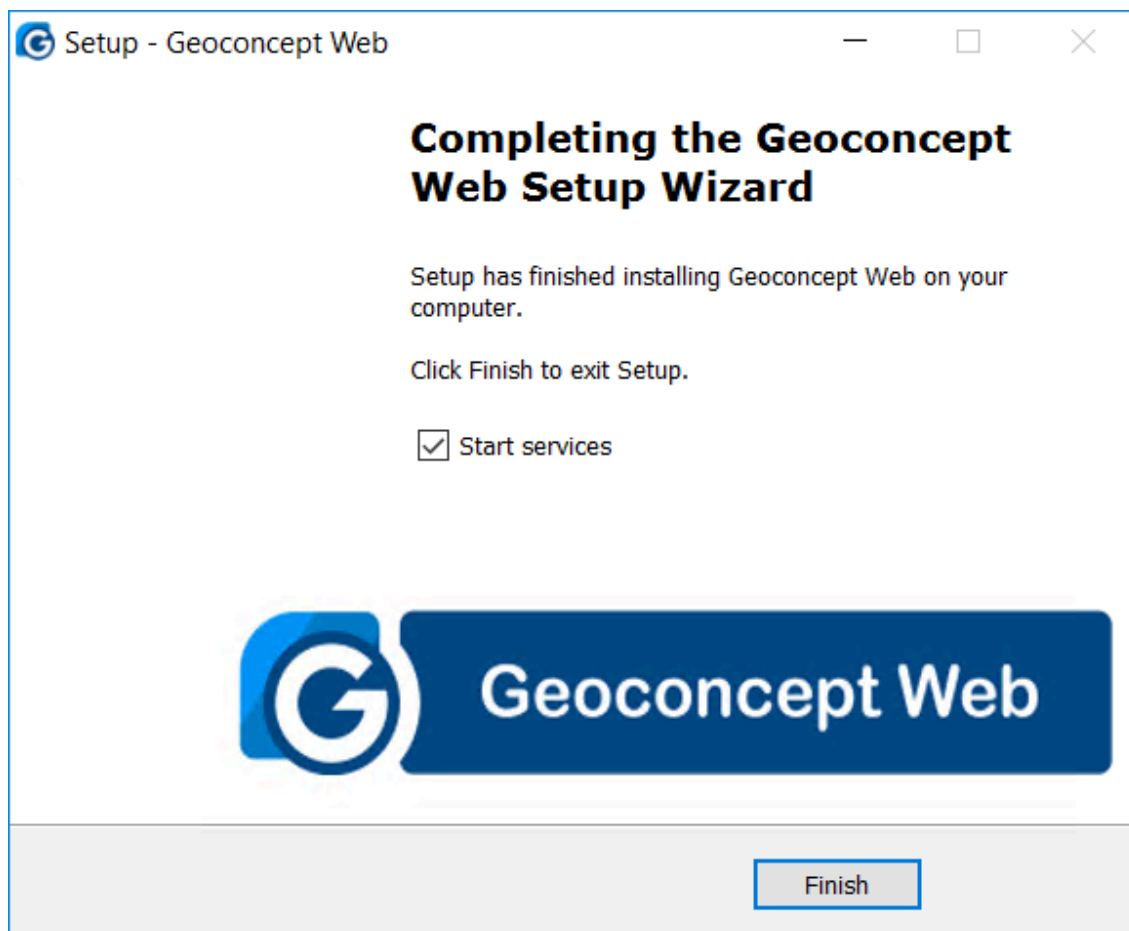 Setup - Geoconcept Web
Completing the Geoconcept
Web Setup Wizard
Setup has finished installing Geoconcept Web on your
computer.
Click Finish to exit Setup.
Start services
G Geoconcept Web
Finish